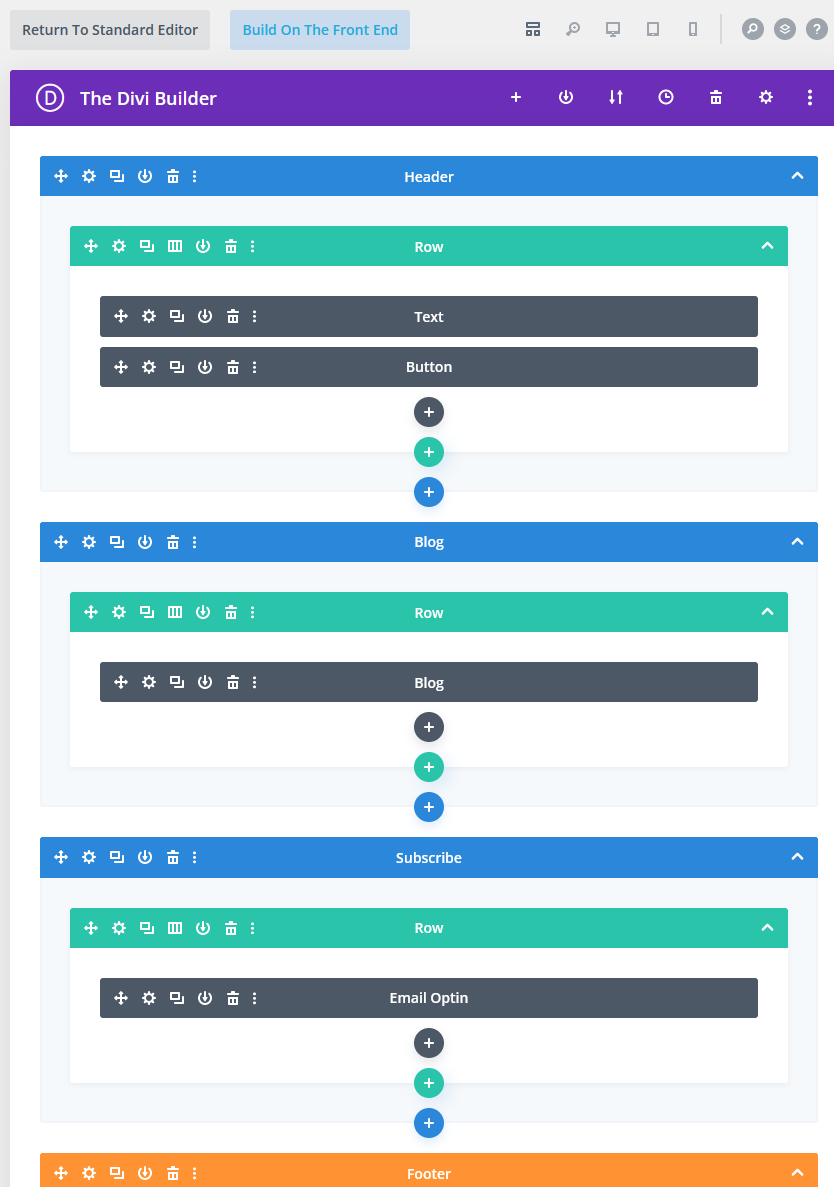 Return To Standard Editor
Build On The Front End
?
D
The Divi Builder
Header
Row
Text
Button
Blog
Row
Blog
Subscribe
Row
Email Optin
Footer